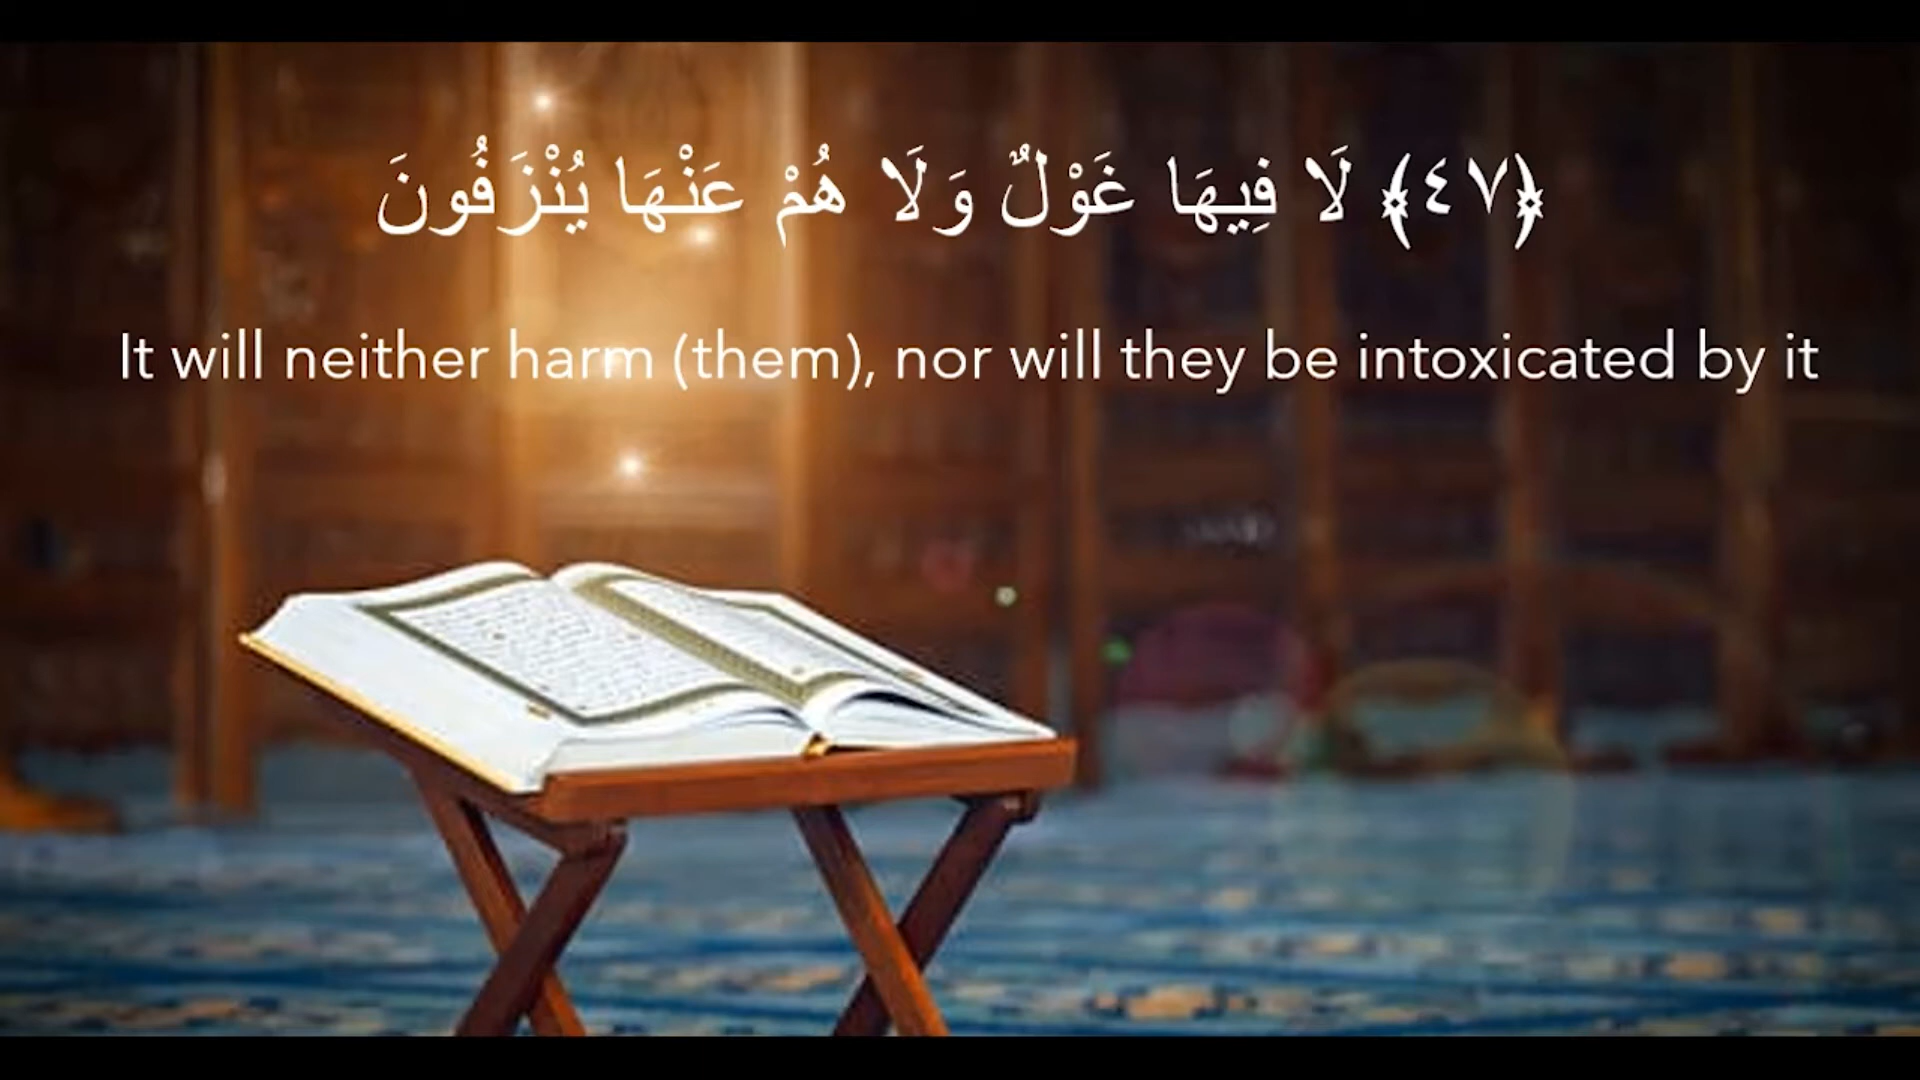 ﴿٤٧﴾ لَا فِيهَا غَوْلٌ وَلَا هُمْ عَنْهَا يُنْزَفُونَ
It will neither harm (them), nor will they be intoxicated by it